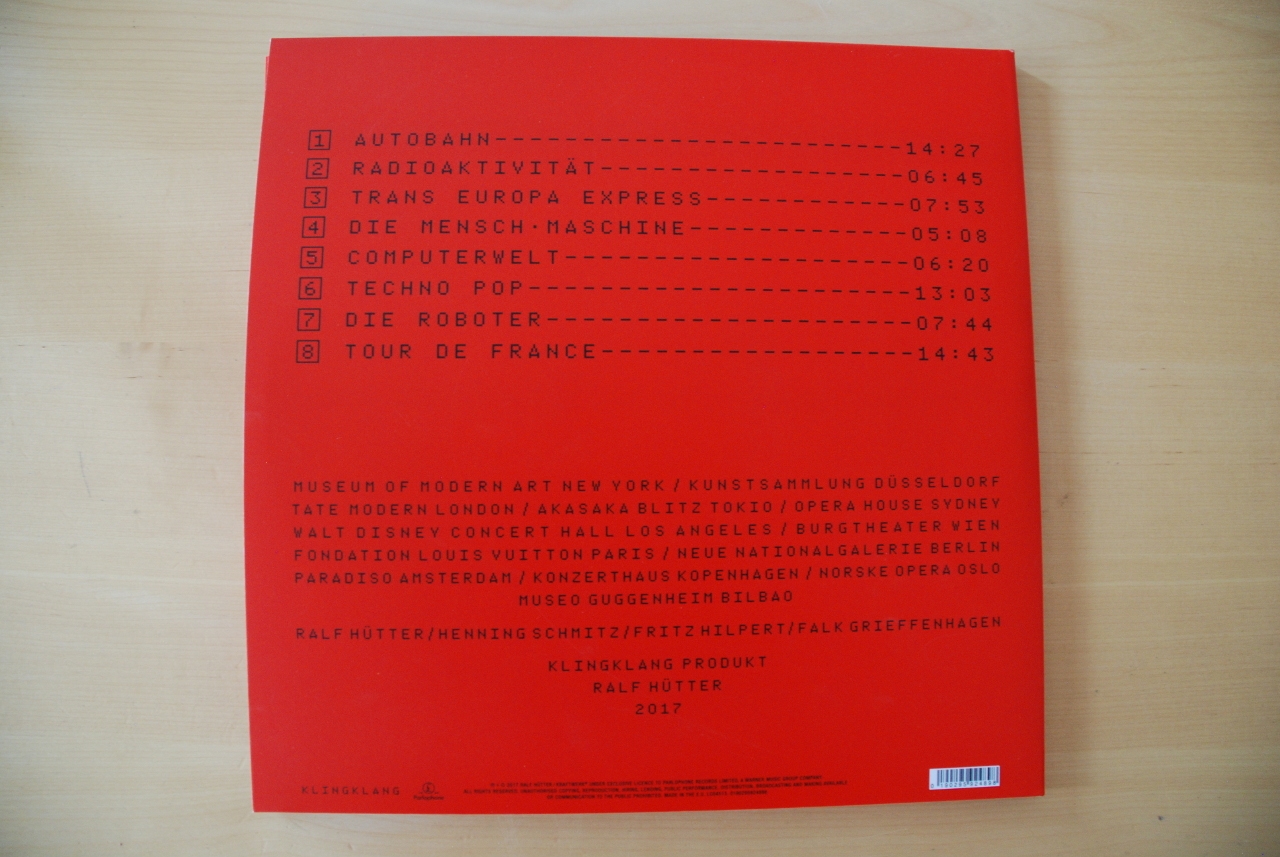 1 AUTOBAHN-----------------------------14:27
2 RADIOAKTIVITÄT----------------------06:45
3 TRANS EUROPA EXPRESS--------------07:53
4 DIE MENSCH·MASCHINE---------------05:08
5 COMPUTERWELT------------------------06:20
6 TECHNO POP---------------------------13:03
7 DIE ROBOTER-------------------------07:44
8 TOUR DE FRANCE---------------------14:43
MUSEUM OF MODERN ART NEW YORK / KUNSTSAMMLUNG DÜSSELDORF
TATE MODERN LONDON / AKASAKA BLITZ TOKIO / OPERA HOUSE SYDNEY
WALT DISNEY CONCERT HALL LOS ANGELES / BURGTHEATER WIEN
FONDATION LOUIS VUITTON PARIS / NEUE NATIONALGALERIE BERLIN
PARADISO AMSTERDAM / KONZERTHAUS KOPENHAGEN / NORSKE OPERA OSLO
MUSEO GUGGENHEIM BILBAO
RALF HÜTTER/HENNING SCHMITZ/FRITZ HILPERT/FALK GRIEFFENHAGEN
KLINGKLANG PRODUKT
RALF HÜTTER
2017
KLINGKLANG Parlophone